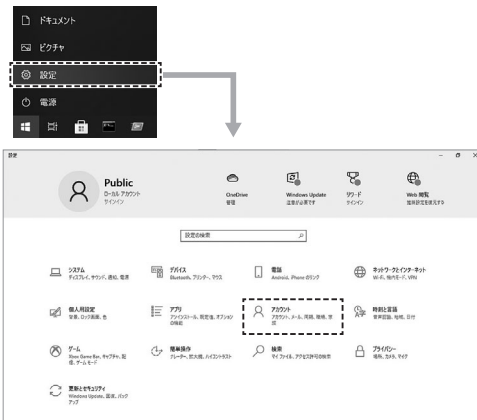 ドキュメント
ピクチャ
設定
電源
設定
Public
ローカル アカウント
サインイン
OneDrive
管理
Windows Update
注意が必要です
リワード
サインイン
Web 閲覧
推奨設定を復元する
設定の検索
システム
ディスプレイ、サウンド、通知、電源
デバイス
Bluetooth、プリンター、マウス
電話
Android、iPhone のリンク
ネットワークとインターネット
Wi-Fi、機内モード、VPN
個人用設定
背景、ロック画面、色
アプリ
アンインストール、既定値、オプション
の機能
アカウント
アカウント、メール、同期、職場、家
族
時刻と言語
音声認識、地域、日付
ゲーム
Xbox Game Bar、キャプチャ、配
信、ゲーム モード
簡単操作
ナレーター、拡大鏡、ハイコントラスト
検索
マイ ファイル、アクセス許可の検索
プライバシー
場所、カメラ、マイク
更新とセキュリティ
Windows Update、回復、バック
アップ